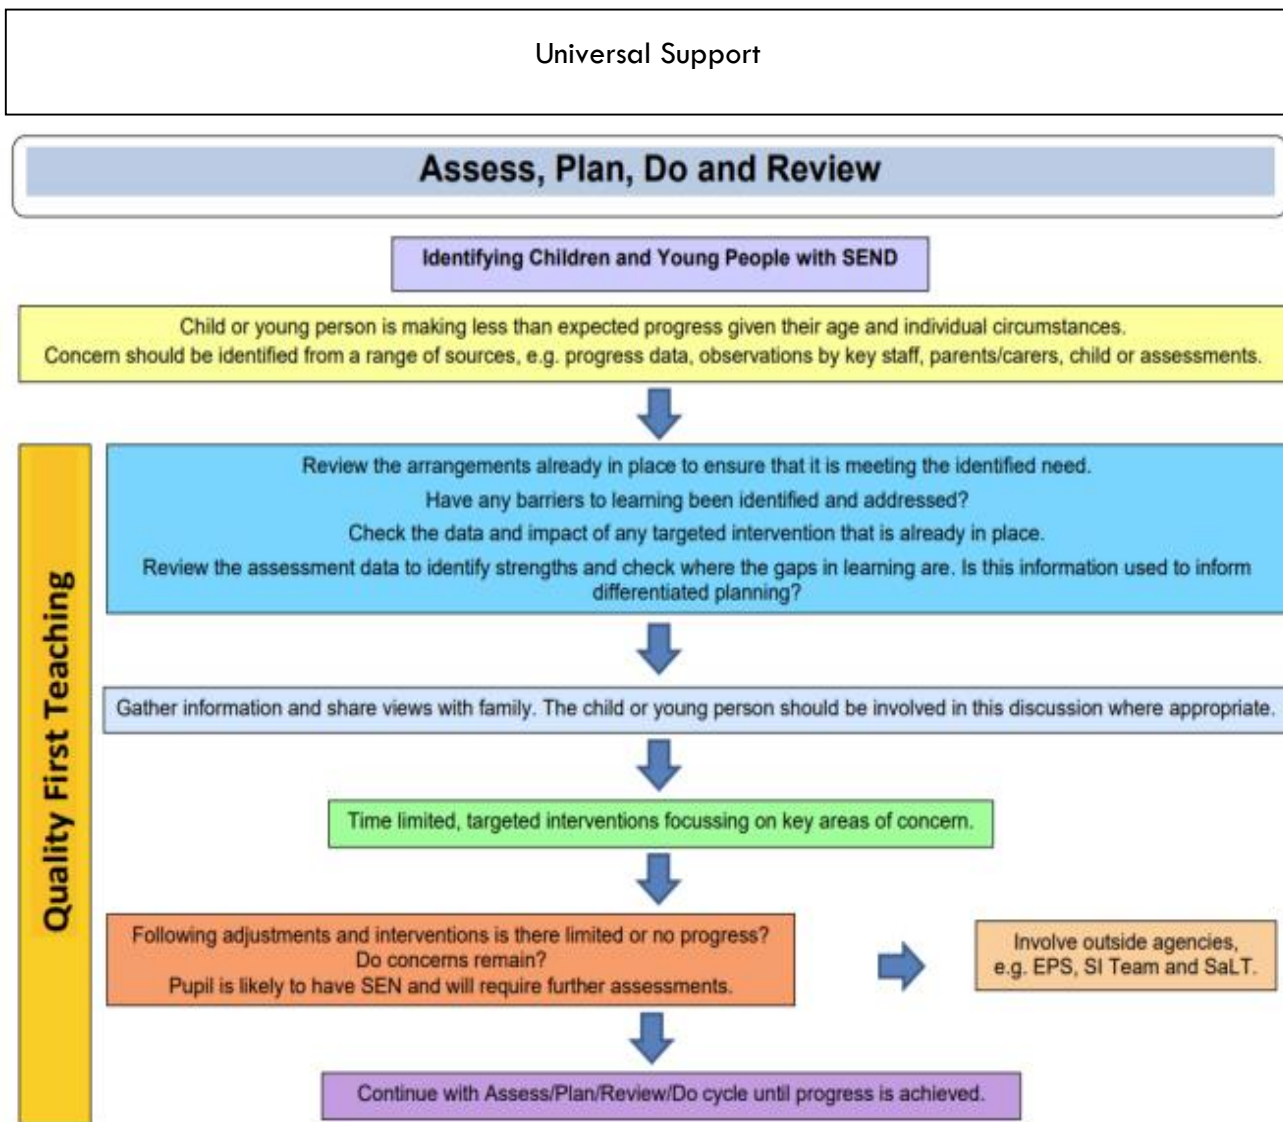 Universal Support
Assess, Plan, Do and Review
Identifying Children and Young People with SEND
Child or young person is making less than expected progress given their age and individual circumstances.
Concern should be identified from a range of sources, e.g. progress data, observations by key staff, parents/carers, child or assessments.
Quality First Teaching
Review the arrangements already in place to ensure that it is meeting the identified need.
Have any barriers to learning been identified and addressed?
Check the data and impact of any targeted intervention that is already in place.
Review the assessment data to identify strengths and check where the gaps in learning are. Is this information used to inform
differentiated planning?
Gather information and share views with family. The child or young person should be involved in this discussion where appropriate.
Time limited, targeted interventions focussing on key areas of concern.
Following adjustments and interventions is there limited or no progress?
Do concerns remain?
Pupil is likely to have SEN and will require further assessments.
Involve outside agencies,
e.g. EPS, SI Team and SaLT.
Continue with Assess/Plan/Review/Do cycle until progress is achieved.